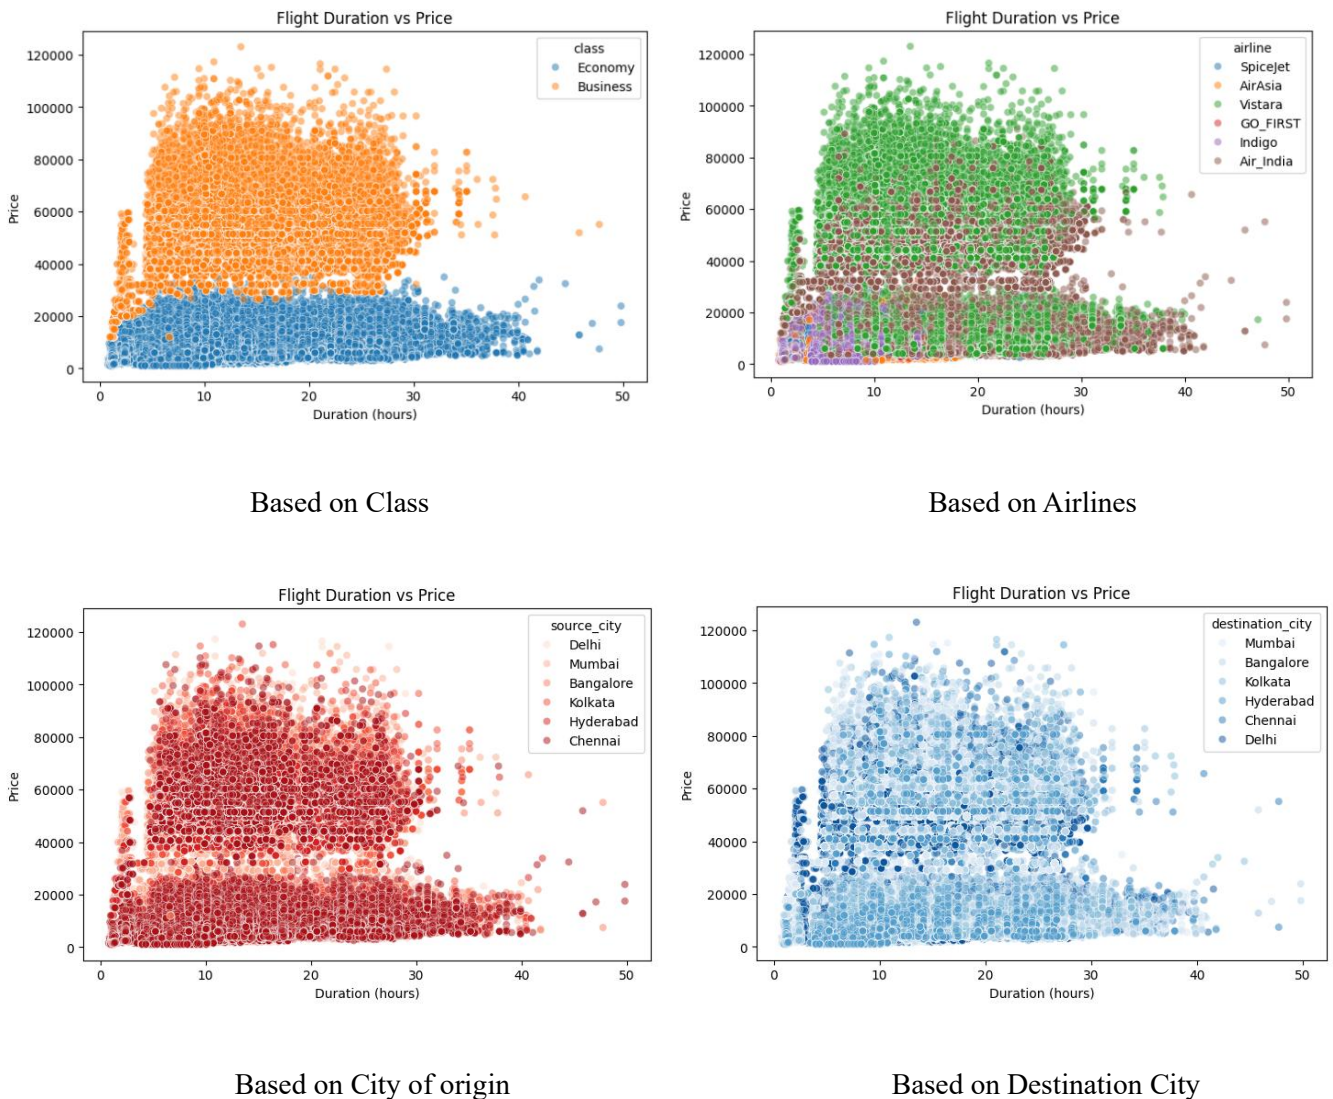 Flight Duration vs Price
120000
100000
80000
60000
40000
20000
0
Price
class
Economy
Business
0 10 20 30 40 50
Duration (hours)
Based on Class
Flight Duration vs Price
120000
100000
80000
60000
40000
20000
0
Price
airline
SpiceJet
AirAsia
Vistara
GO_FIRST
Indigo
Air_India
0 10 20 30 40 50
Duration (hours)
Based on Airlines
Flight Duration vs Price
120000
100000
80000
60000
40000
20000
0
Price
source_city
Delhi
Mumbai
Bangalore
Kolkata
Hyderabad
Chennai
0 10 20 30 40 50
Duration (hours)
Based on City of origin
Flight Duration vs Price
120000
100000
80000
60000
40000
20000
0
Price
destination_city
Mumbai
Bangalore
Kolkata
Hyderabad
Chennai
Delhi
0 10 20 30 40 50
Duration (hours)
Based on Destination City